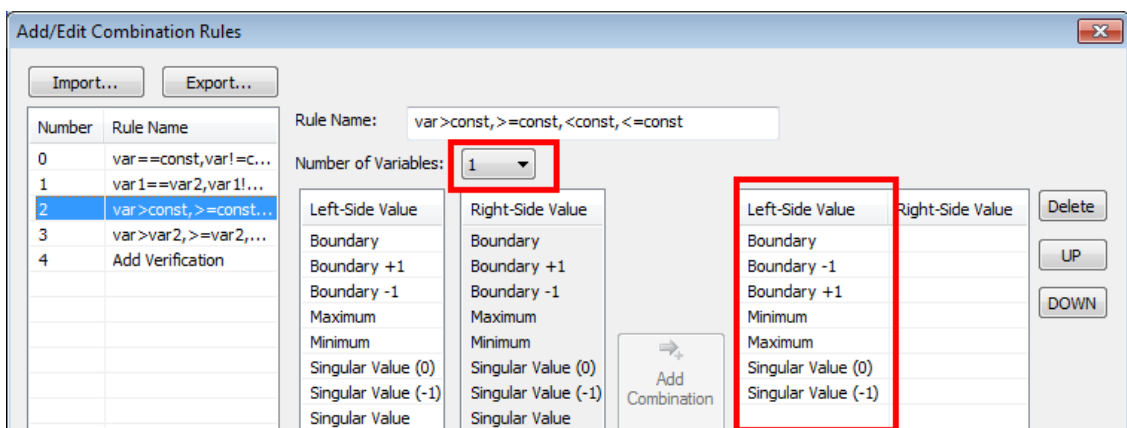 Add/Edit Combination Rules
Import... Export...
Number Rule Name
0 var==const,var!=c...
1 var1==var2,var1!...
2 var>const,>=const...
3 var>var2,>=var2,...
4 Add Verification
Rule Name: var>const,>=const,<const,<=const
Number of Variables: 1
Left-Side Value
Boundary
Boundary +1
Boundary -1
Maximum
Minimum
Singular Value (0)
Singular Value (-1)
Singular Value
Right-Side Value
Boundary
Boundary +1
Boundary -1
Maximum
Minimum
Singular Value (0)
Singular Value (-1)
Singular Value
Add
Combination
Left-Side Value Right-Side Value
Boundary
Boundary -1
Boundary +1
Minimum
Maximum
Singular Value (0)
Singular Value (-1)
Delete
UP
DOWN